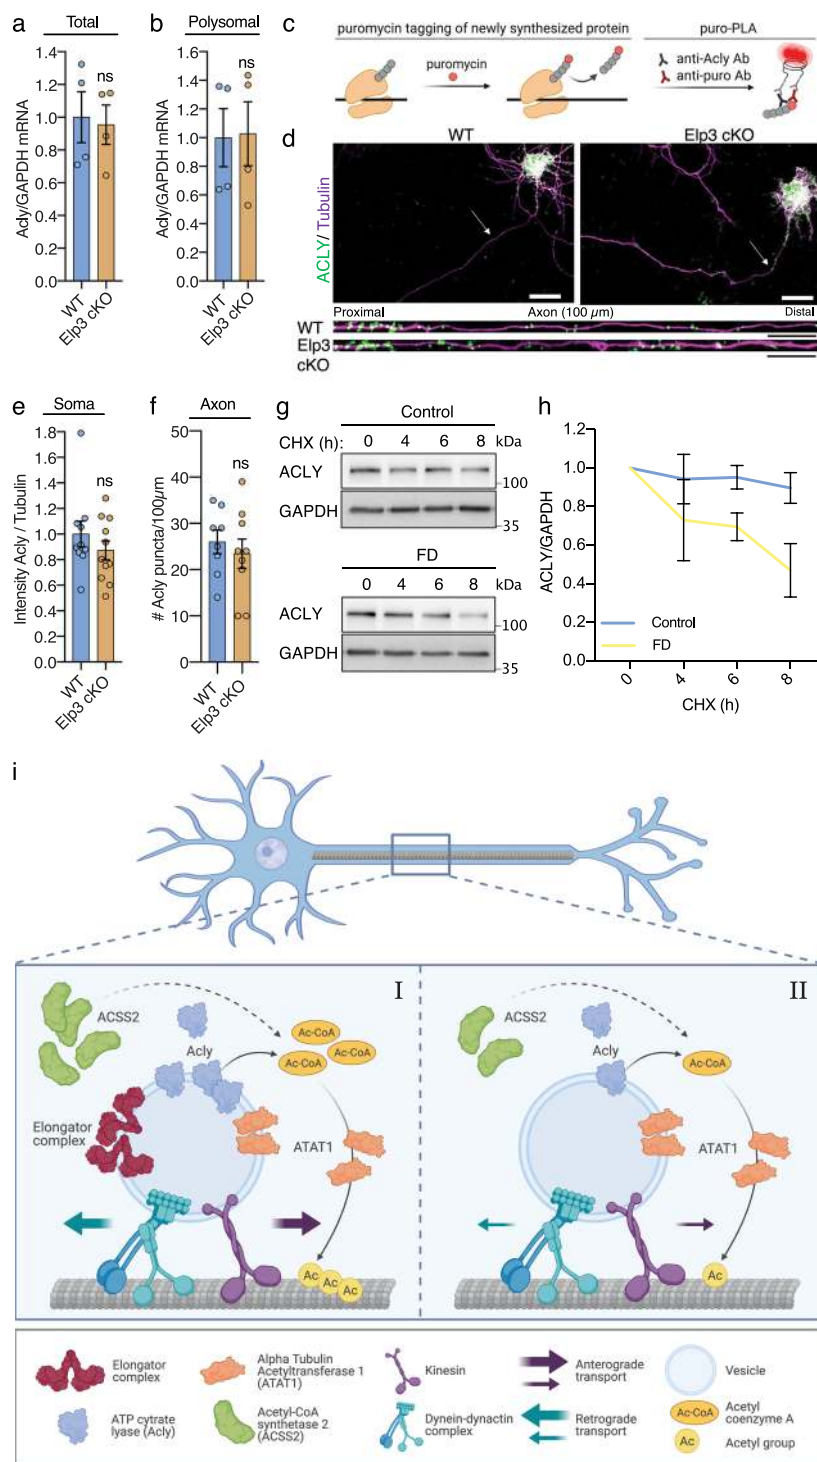 a
Total
Acly/GAPDH mRNA
1.4
1.2
1.0
0.8
0.6
0.4
0.2
0.0
ns
WT
Elp3 cKO
b
Polysomal
Acly/GAPDH mRNA
1.6
1.4
1.2
1.0
0.8
0.6
0.4
0.2
0.0
ns
WT
Elp3 cKO
c
puromycin tagging of newly synthesized protein
puro-PLA
puromycin
anti-Acly Ab
anti-puro Ab
d
WT
Elp3 cKO
ACLY/ Tubulin
Proximal
Axon (100 µm)
Distal
WT
Elp3
cKO
e
Soma
Intensity Acly / Tubulin
1.8
1.6
1.4
1.2
1.0
0.8
0.6
0.4
0.2
0.0
ns
WT
Elp3 cKO
f
Axon
# Acly puncta/100µm
50
40
30
20
10
0
ns
WT
Elp3 cKO
g
Control
CHX (h): 0 4 6 8 kDa
ACLY
100
GAPDH
35
FD
0 4 6 8 kDa
ACLY
100
GAPDH
35
h
ACLY/GAPDH
1.2
1.0
0.8
0.6
0.4
0.2
0.0
Control
FD
0 4 6 8
CHX (h)
i
I
ACSS2
Acly
Ac-CoA
Ac-CoA
Ac-CoA
Elongator
complex
ATAT1
Ac
Ac
Ac
II
ACSS2
Acly
Ac-CoA
ATAT1
Ac
Elongator
complex
Alpha Tubulin
Acetyltransferase 1
(ATAT1)
Kinesin
Anterograde
transport
Vesicle
ATP cytrate
lyase (Acly)
Acetyl-CoA
synthetase 2
(ACSS2)
Dynein-dynactin
complex
Retrograde
transport
Ac-CoA
Acetyl
coenzyme A
Ac
Acetyl group